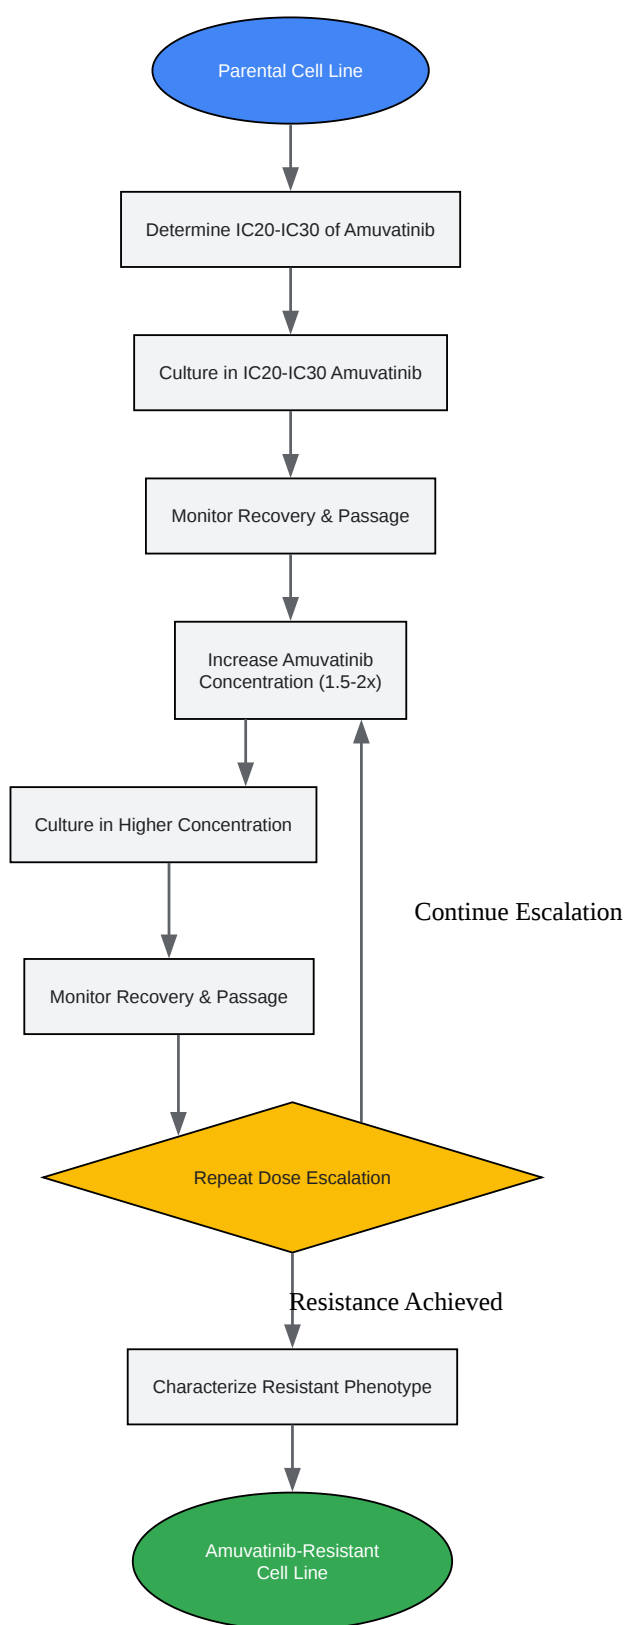 Parental Cell Line
Determine IC20-IC30 of Amuvatinib
Culture in IC20-IC30 Amuvatinib
Monitor Recovery & Passage
Increase Amuvatinib
Concentration (1.5-2x)
Culture in Higher Concentration
Continue Escalation
Monitor Recovery & Passage
Repeat Dose Escalation
Resistance Achieved
Characterize Resistant Phenotype
Amuvatinib-Resistant
Cell Line